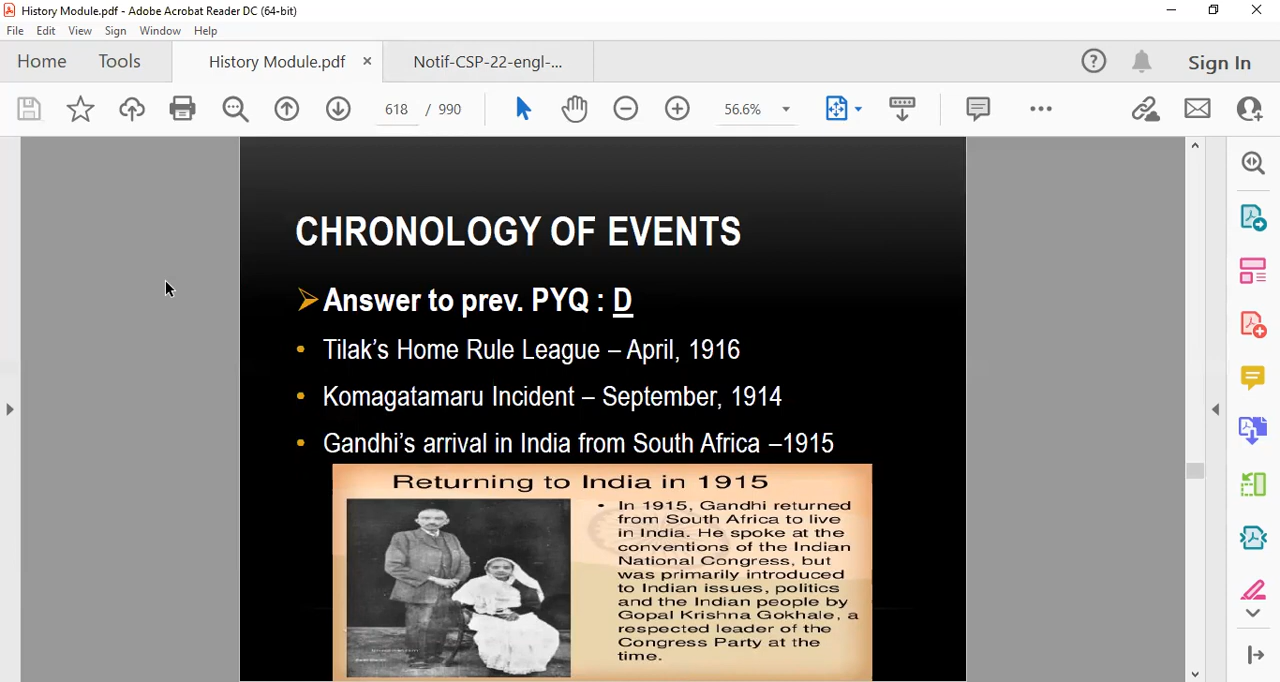 History Module.pdf - Adobe Acrobat Reader DC (64-bit)
File Edit View Sign Window Help
Home Tools History Module.pdf × Notif-CSP-22-engl-... Sign In
618 / 990 56.6%
CHRONOLOGY OF EVENTS
Answer to prev. PYQ : D
• Tilak's Home Rule League – April, 1916
• Komagatamaru Incident – September, 1914
• Gandhi's arrival in India from South Africa –1915
Returning to India in 1915
• In 1915, Gandhi returned
from South Africa to live
in India. He spoke at the
conventions of the Indian
National Congress, but
was primarily introduced
to Indian issues, politics
and the Indian people by
Gopal Krishna Gokhale, a
respected leader of the
Congress Party at the
time.